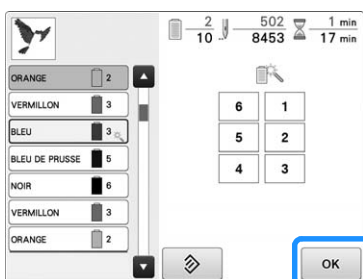 2 502 1 min
10 8453 17 min
ORANGE 2
VERMILLON 3
BLEU 3
BLEU DE PRUSSE 5
NOIR 6
VERMILLON 3
ORANGE 2
6 1
5 2
4 3
OK